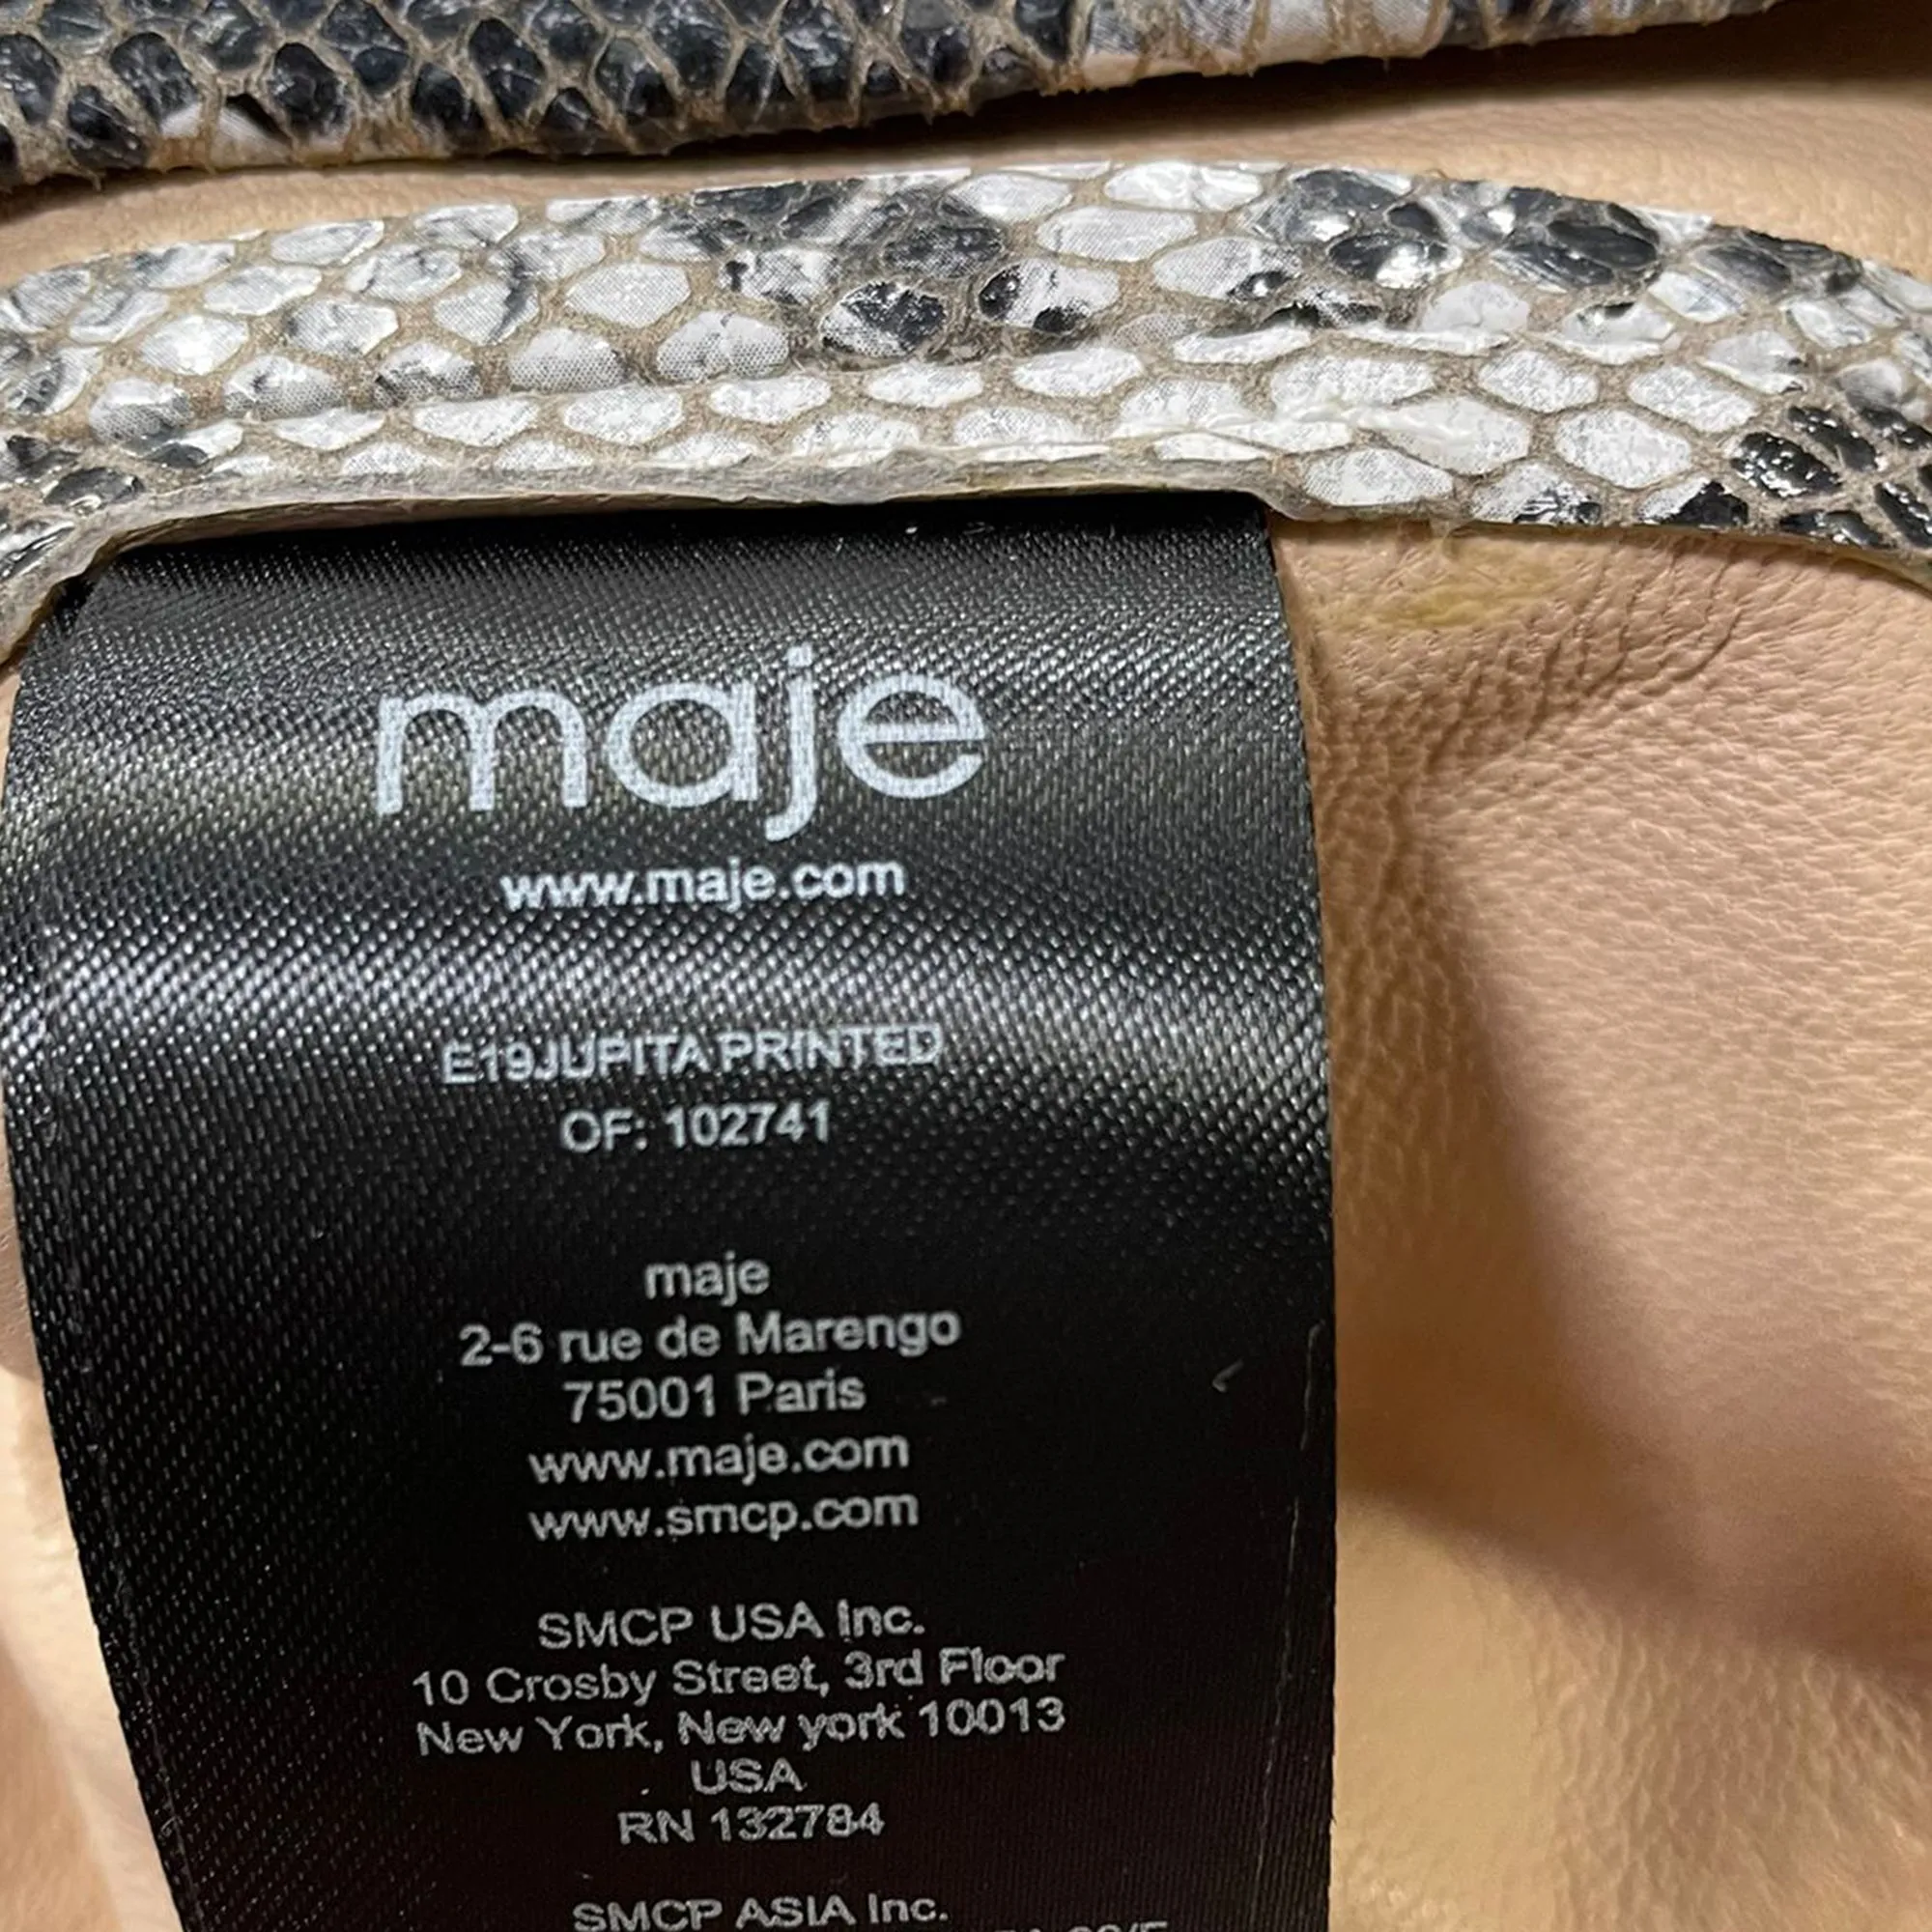 maje
www.maje.com
E19JUPITA PRINTED
OF: 102741
maje
2-6 rue de Marengo
75001 Paris
www.maje.com
www.smcp.com
SMCP USA Inc.
10 Crosby Street, 3rd Floor
New York, New york 10013
USA
RN 132784
SMCP ASIA Inc.